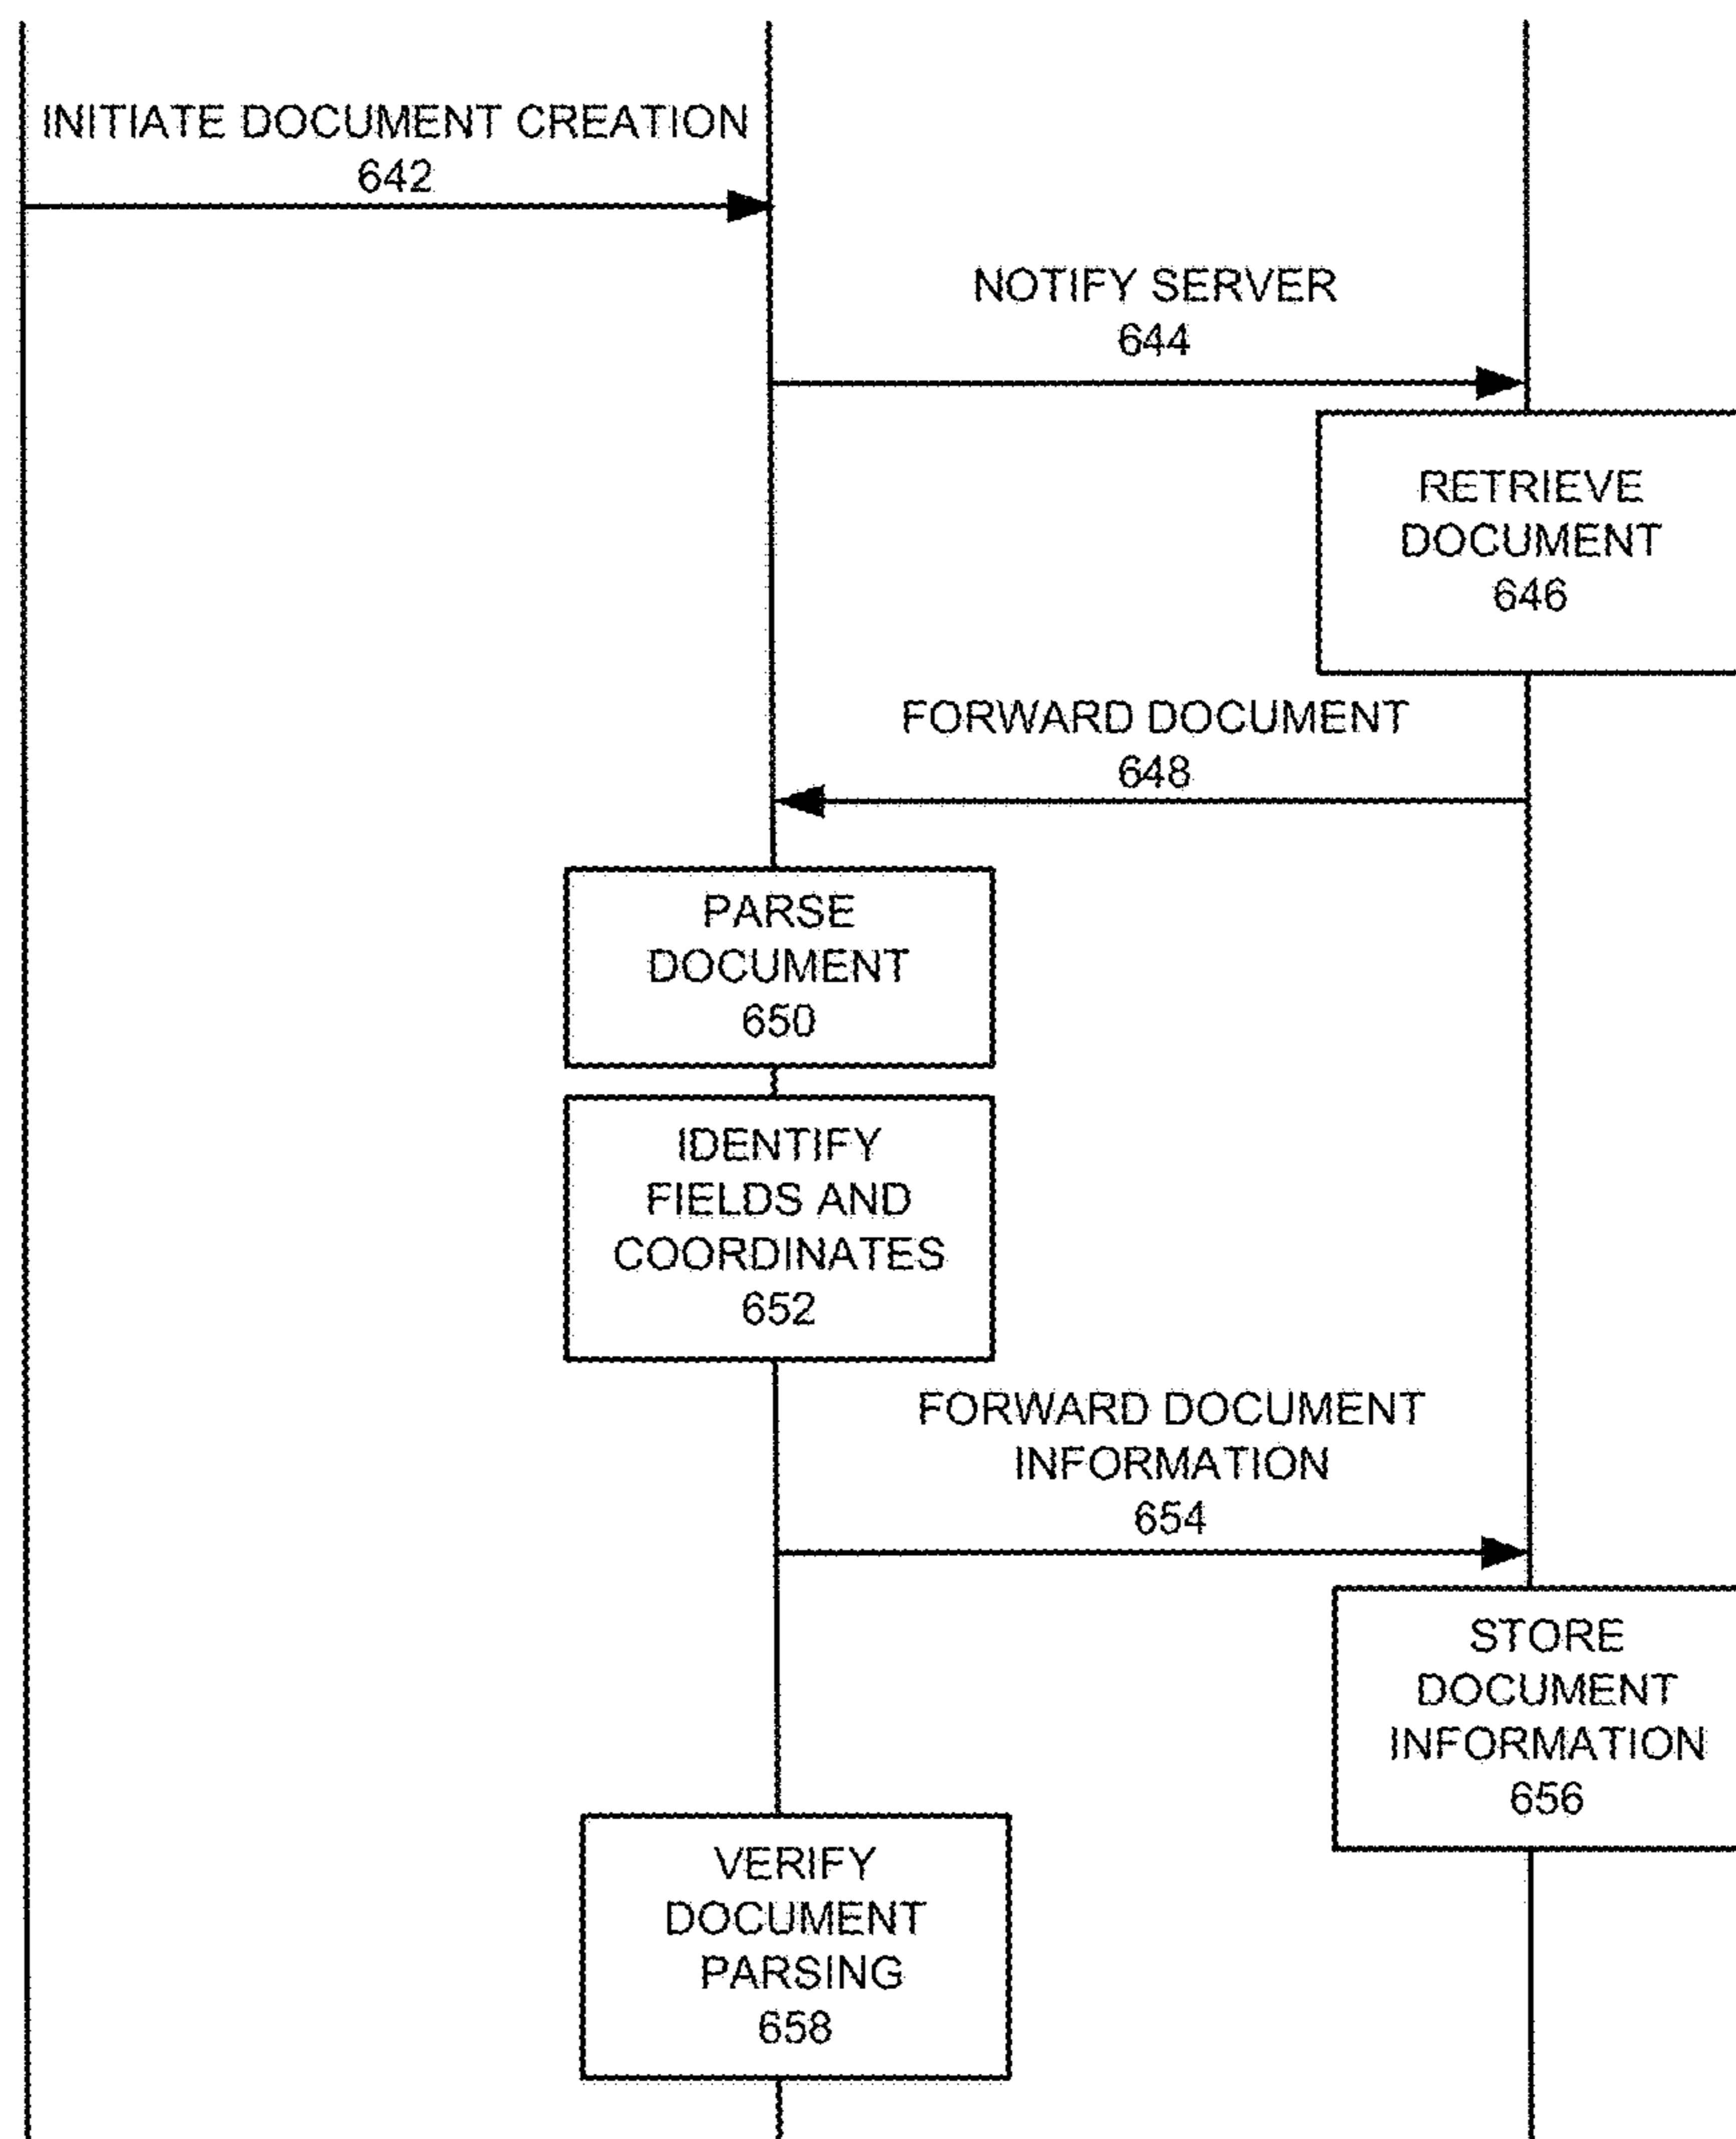 INITIATE DOCUMENT CREATION
642
NOTIFY SERVER
644
RETRIEVE
DOCUMENT
646
FORWARD DOCUMENT
648
PARSE
DOCUMENT
650
IDENTIFY
FIELDS AND
COORDINATES
652
FORWARD DOCUMENT
INFORMATION
654
STORE
DOCUMENT
INFORMATION
656
VERIFY
DOCUMENT
PARSING
658